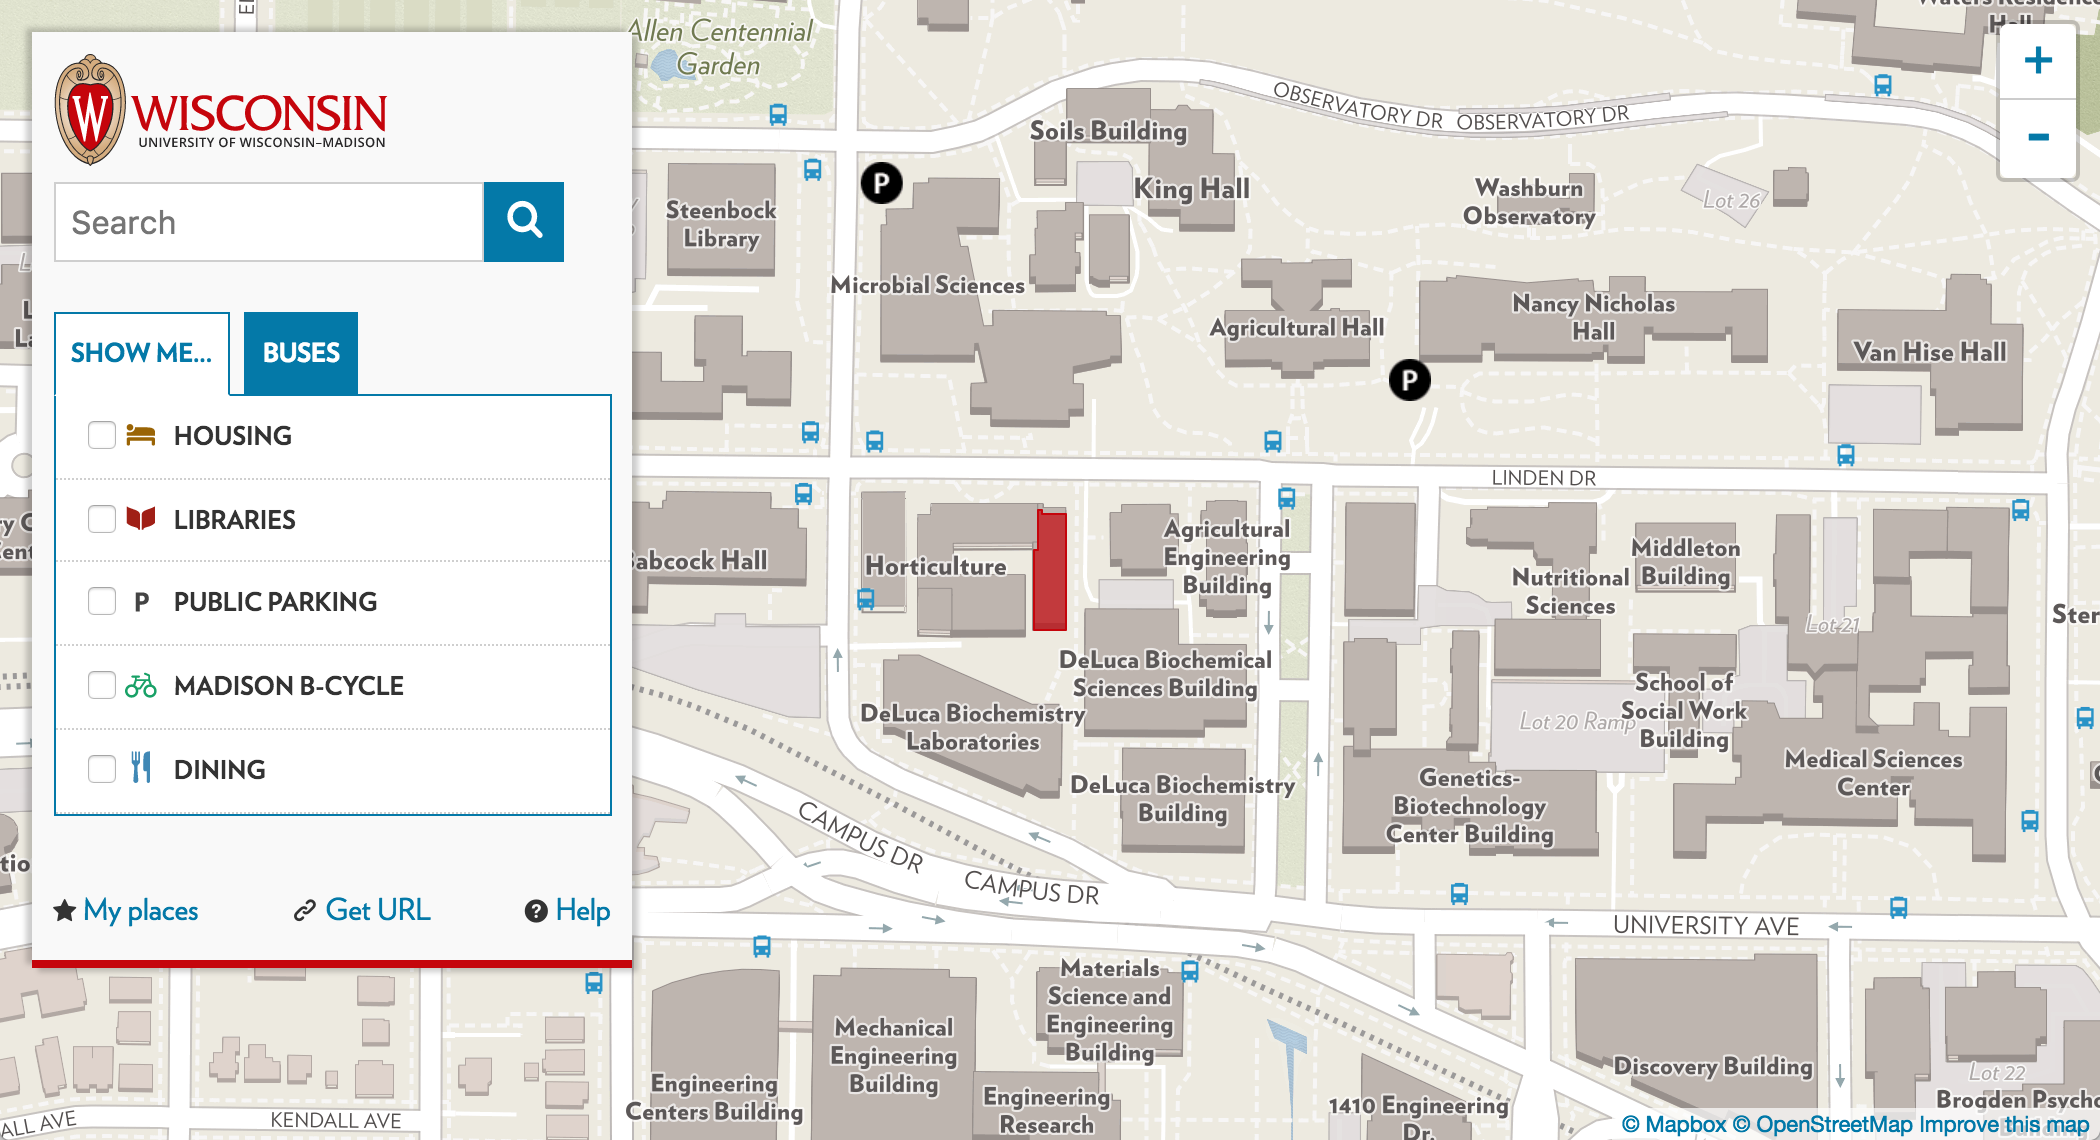 WISCONSIN
UNIVERSITY OF WISCONSIN–MADISON
Search
SHOW ME...
BUSES
HOUSING
LIBRARIES
P PUBLIC PARKING
MADISON B-CYCLE
DINING
My places
Get URL
Help
+
-
Allen Centennial
Garden
OBSERVATORY DR
OBSERVATORY DR
Soils Building
King Hall
P
Steenbock
Library
Microbial Sciences
Washburn
Observatory
Lot 26
Agricultural Hall
Nancy Nicholas
Hall
P
Van Hise Hall
LINDEN DR
Babcock Hall
Horticulture
Agricultural
Engineering
Building
Middleton
Building
Nutritional
Sciences
Lot 21
DeLuca Biochemical
Sciences Building
School of
Social Work
Building
Lot 20 Ramp
DeLuca Biochemistry
Laboratories
DeLuca Biochemistry
Building
Genetics-
Biotechnology
Center Building
Medical Sciences
Center
CAMPUS DR
CAMPUS DR
UNIVERSITY AVE
Materials
Science and
Engineering
Building
Mechanical
Engineering
Building
Engineering
Centers Building
Engineering
Research
1410 Engineering
Dr.
Discovery Building
Lot 22
Brogden Psycho
KENDALL AVE
ALL AVE
© Mapbox © OpenStreetMap Improve this map